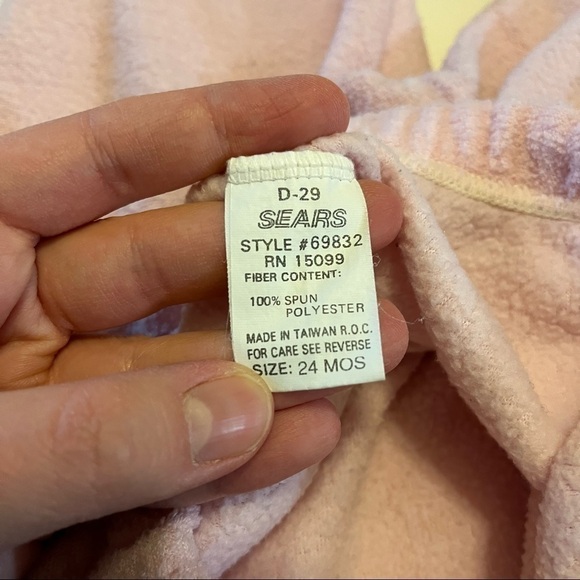 D-29
SEARS
STYLE #69832
RN 15099
FIBER CONTENT:
100% SPUN
POLYESTER
MADE IN TAIWAN R.O.C.
FOR CARE SEE REVERSE
SIZE: 24 MOS